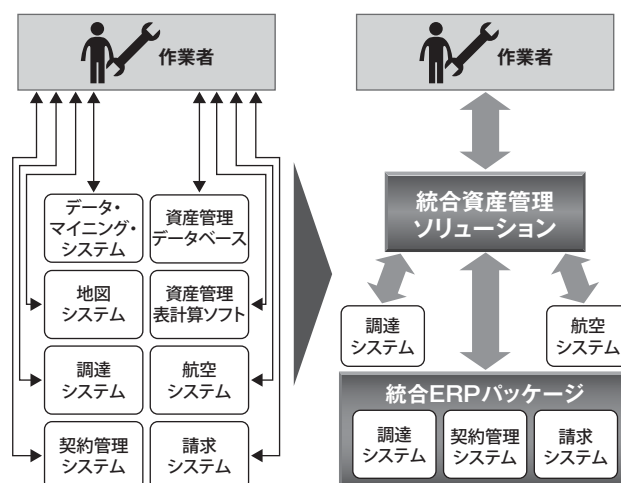 作業者
データ・
マイニング・
システム
資産管理
データベース
地図
システム
資産管理
表計算ソフト
調達
システム
航空
システム
契約管理
システム
請求
システム
作業者
統合資産管理
ソリューション
調達
システム
航空
システム
統合ERPパッケージ
調達
システム
契約管理
システム
請求
システム